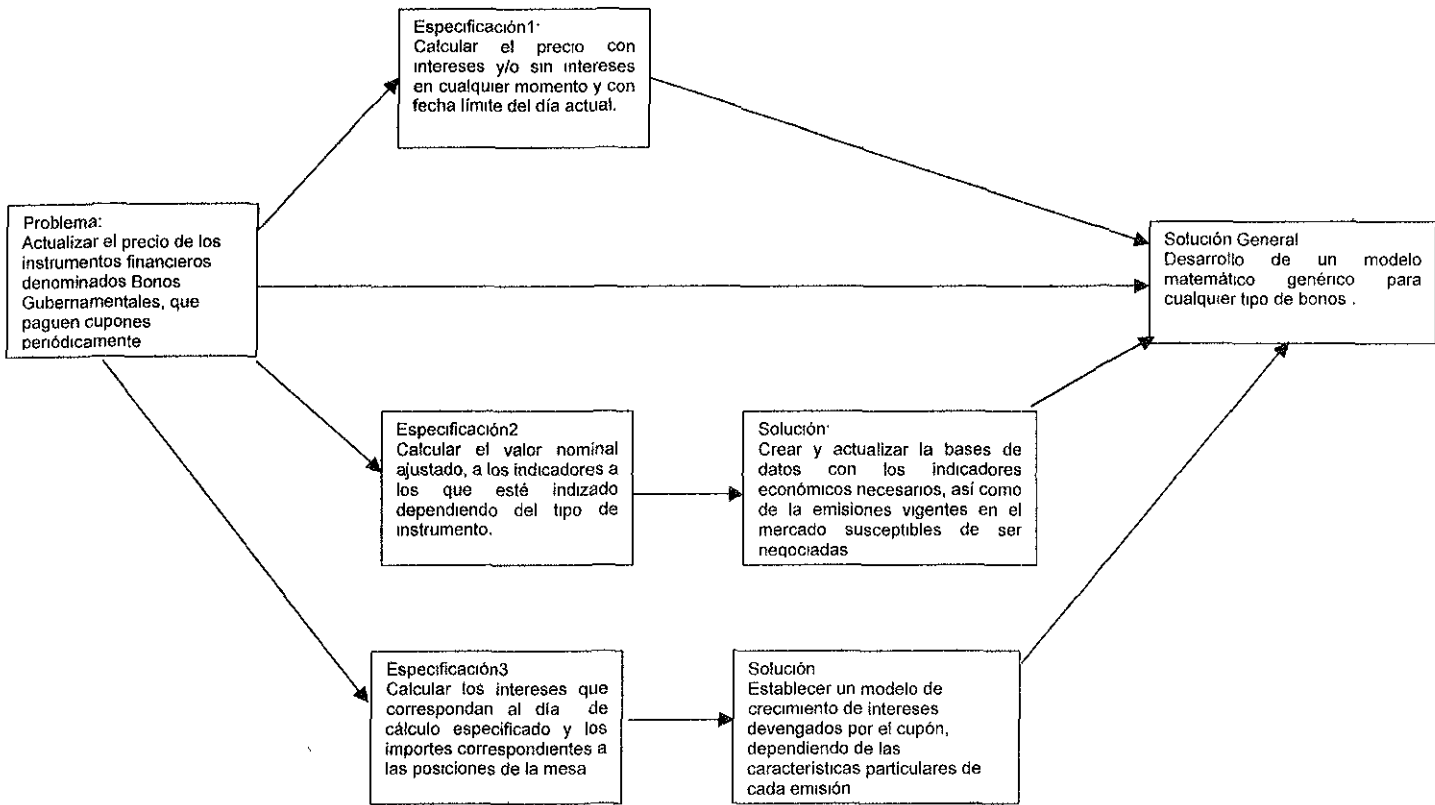 Especificación1:
Calcular el precio con
intereses y/o sin intereses
en cualquier momento y con
fecha límite del día actual.
Problema:
Actualizar el precio de los
instrumentos financieros
denominados Bonos
Gubernamentales, que
paguen cupones
periódicamente
Solución General
Desarrollo de un modelo
matemático genérico para
cualquier tipo de bonos .
Especificación2
Calcular el valor nominal
ajustado, a los indicadores a
los que esté indizado
dependiendo del tipo de
instrumento.
Solución:
Crear y actualizar la bases de
datos con los indicadores
económicos necesarios, así como
de la emisiones vigentes en el
mercado susceptibles de ser
negociadas
Especificación3
Calcular los intereses que
correspondan al día de
cálculo especificado y los
importes correspondientes a
las posiciones de la mesa
Solución
Establecer un modelo de
crecimiento de intereses
devengados por el cupón,
dependiendo de las
características particulares de
cada emisión